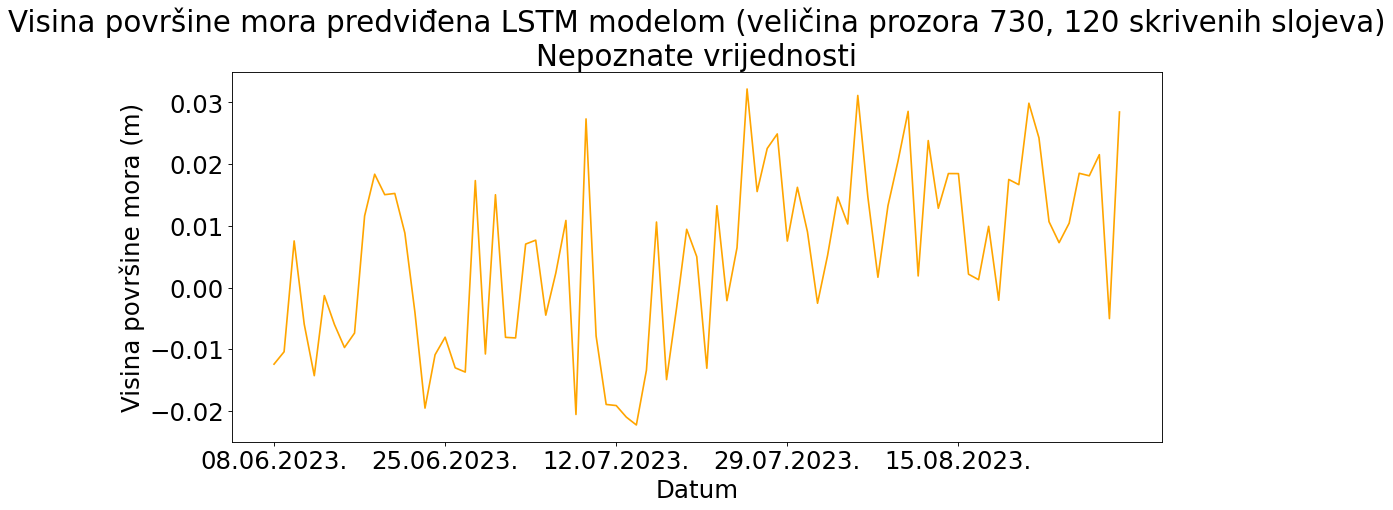 Visina površine mora predviđena LSTM modelom (veličina prozora 730, 120 skrivenih slojeva)
Nepoznate vrijednosti
Visina površine mora (m)
0.03
0.02
0.01
0.00
−0.01
−0.02
08.06.2023. 25.06.2023. 12.07.2023. 29.07.2023. 15.08.2023.
Datum